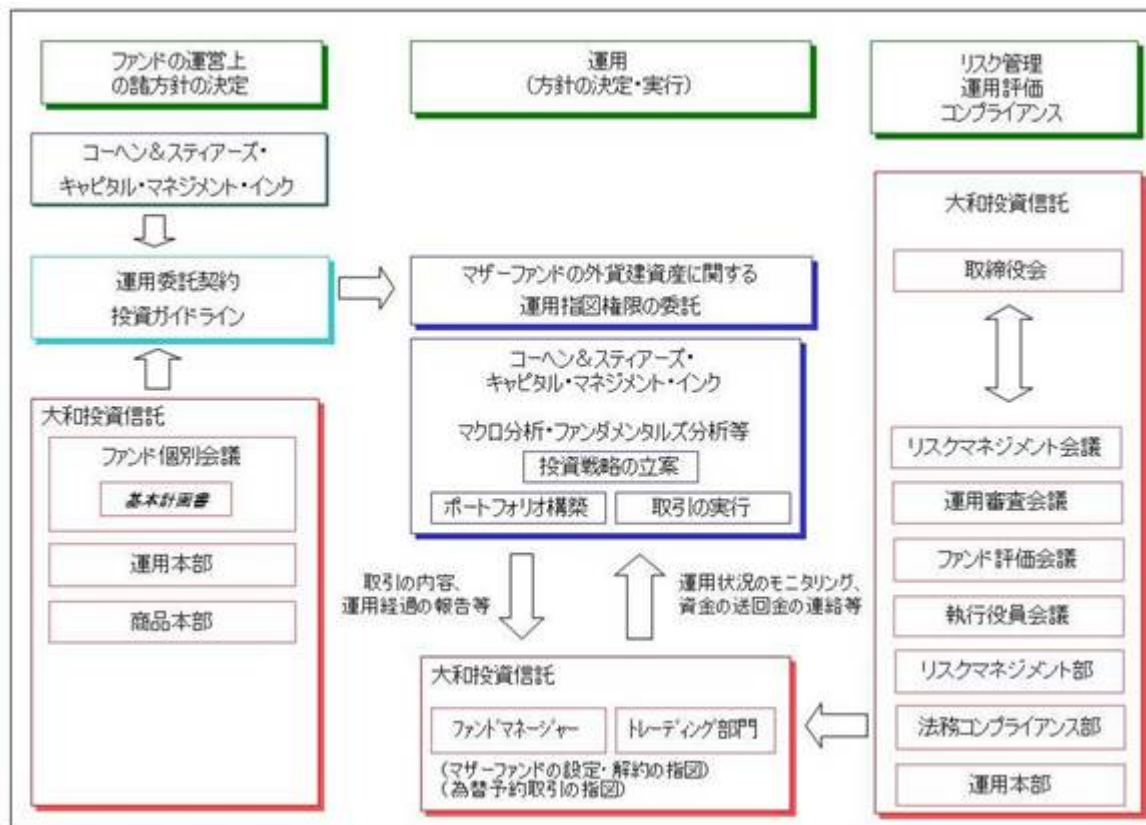 ファンドの運営上
の諸方針の決定
運用
(方針の決定・実行)
リスク管理
運用評価
コンプライアンス
コーヘン&スティアーズ・
キャピタル・マネジメント・インク
運用委託契約
投資ガイドライン
マザーファンドの外貨建資産に関する
運用指図権限の委託
コーヘン&スティアーズ・
キャピタル・マネジメント・インク
マクロ分析・ファンダメンタルズ分析等
投資戦略の立案
ポートフォリオ構築
取引の実行
大和投資信託
ファンド個別会議
基本計画書
運用本部
商品本部
取引の内容、
運用経過の報告等
運用状況のモニタリング、
資金の送回金の連絡等
大和投資信託
ファンドマネージャー
トレーディング部門
(マザーファンドの設定・解約の指図)
(為替予約取引の指図)
大和投資信託
取締役会
リスクマネジメント会議
運用審査会議
ファンド評価会議
執行役員会議
リスクマネジメント部
法務コンプライアンス部
運用本部